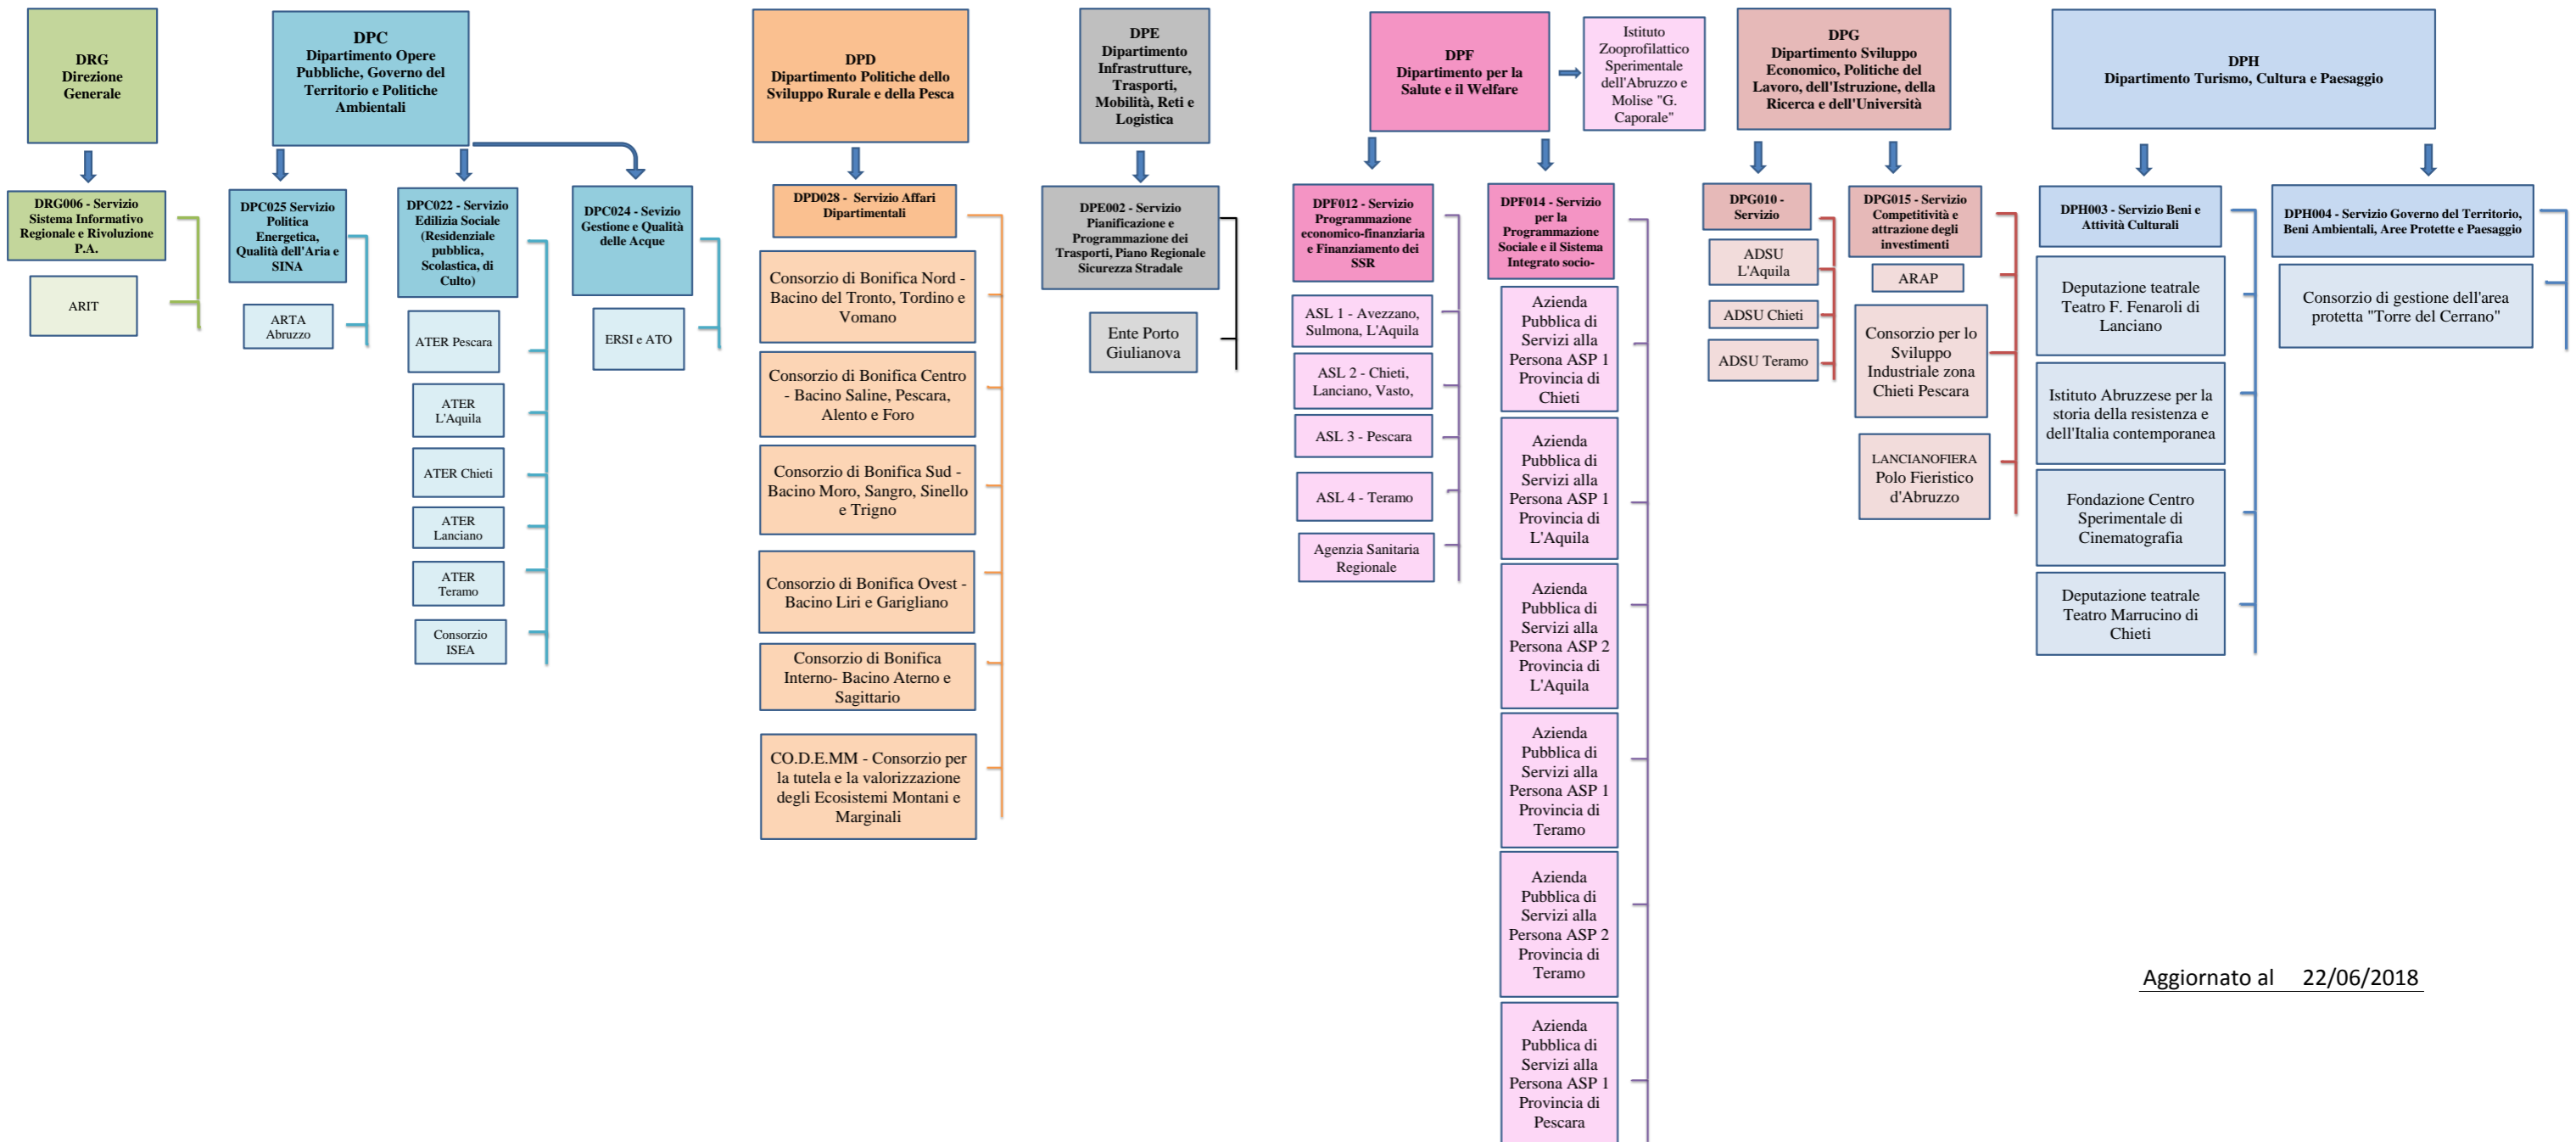 DRG
Direzione
Generale
DRG006 - Servizio
Sistema Informativo
Regionale e Rivoluzione
P.A.
ARIT
DPC
Dipartimento Opere
Pubbliche, Governo del
Territorio e Politiche
Ambientali
DPC025 Servizio
Politica
Energetica,
Qualità dell'Aria e
SINA
ARTA
Abruzzo
DPC022 - Servizio
Edilizia Sociale
(Residenziale
pubblica,
Scolastica, di
Culto)
ATER Pescara
ATER
L'Aquila
ATER Chieti
ATER
Lanciano
ATER
Teramo
Consorzio
ISEA
DPC024 - Sevizio
Gestione e Qualità
delle Acque
ERSI e ATO
DPD
Dipartimento Politiche dello
Sviluppo Rurale e della Pesca
DPD028 - Servizio Affari
Dipartimentali
Consorzio di Bonifica Nord -
Bacino del Tronto, Tordino e
Vomano
Consorzio di Bonifica Centro
- Bacino Saline, Pescara,
Alento e Foro
Consorzio di Bonifica Sud -
Bacino Moro, Sangro, Sinello
e Trigno
Consorzio di Bonifica Ovest -
Bacino Liri e Garigliano
Consorzio di Bonifica
Interno- Bacino Aterno e
Sagittario
CO.D.E.MM - Consorzio per
la tutela e la valorizzazione
degli Ecosistemi Montani e
Marginali
DPE
Dipartimento
Infrastrutture,
Trasporti,
Mobilità, Reti e
Logistica
DPE002 - Servizio
Pianificazione e
Programmazione dei
Trasporti, Piano Regionale
Sicurezza Stradale
Ente Porto
Giulianova
DPF
Dipartimento per la
Salute e il Welfare
Istituto
Zooprofilattico
Sperimentale
dell'Abruzzo e
Molise "G.
Caporale"
DPF012 - Servizio
Programmazione
economico-finanziaria
e Finanziamento dei
SSR
ASL 1 - Avezzano,
Sulmona, L'Aquila
ASL 2 - Chieti,
Lanciano, Vasto,
ASL 3 - Pescara
ASL 4 - Teramo
Agenzia Sanitaria
Regionale
DPF014 - Servizio
per la
Programmazione
Sociale e il Sistema
Integrato socio-
Azienda
Pubblica di
Servizi alla
Persona ASP 1
Provincia di
Chieti
Azienda
Pubblica di
Servizi alla
Persona ASP 1
Provincia di
L'Aquila
Azienda
Pubblica di
Servizi alla
Persona ASP 2
Provincia di
L'Aquila
Azienda
Pubblica di
Servizi alla
Persona ASP 1
Provincia di
Teramo
Azienda
Pubblica di
Servizi alla
Persona ASP 2
Provincia di
Teramo
Azienda
Pubblica di
Servizi alla
Persona ASP 1
Provincia di
Pescara
DPG
Dipartimento Sviluppo
Economico, Politiche del
Lavoro, dell'Istruzione, della
Ricerca e dell'Università
DPG010 -
Servizio
ADSU
L'Aquila
ADSU Chieti
ADSU Teramo
DPG015 - Servizio
Competitività e
attrazione degli
investimenti
ARAP
Consorzio per lo
Sviluppo
Industriale zona
Chieti Pescara
LANCIANOFIERA
Polo Fieristico
d'Abruzzo
DPH
Dipartimento Turismo, Cultura e Paesaggio
DPH003 - Servizio Beni e
Attività Culturali
Deputazione teatrale
Teatro F. Fenaroli di
Lanciano
Istituto Abruzzese per la
storia della resistenza e
dell'Italia contemporanea
Fondazione Centro
Sperimentale di
Cinematografia
Deputazione teatrale
Teatro Marrucino di
Chieti
DPH004 - Servizio Governo del Territorio,
Beni Ambientali, Aree Protette e Paesaggio
Consorzio di gestione dell'area
protetta "Torre del Cerrano"
Aggiornato al 22/06/2018